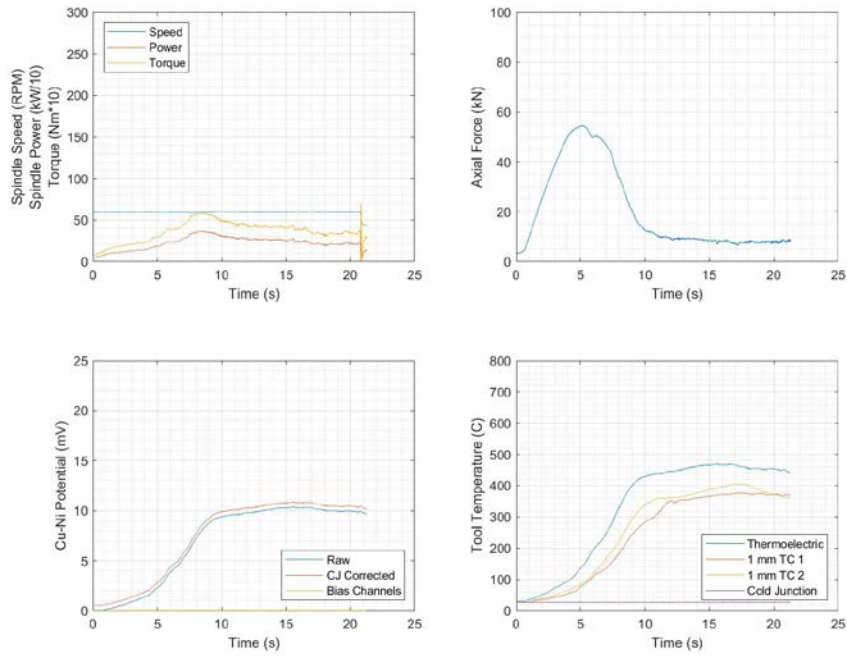 Spindle Speed (RPM)
Spindle Power (kW/10)
Torque (Nm*10)
300
250
200
150
100
50
0
Speed
Power
Torque
0 5 10 15 20 25
Time (s)
Axial Force (kN)
100
80
60
40
20
0
0 5 10 15 20 25
Time (s)
Cu-Ni Potential (mV)
25
20
15
10
5
0
Raw
CJ Corrected
Bias Channels
0 5 10 15 20 25
Time (s)
Tool Temperature (C)
800
700
600
500
400
300
200
100
0
Thermoelectric
1 mm TC 1
1 mm TC 2
Cold Junction
0 5 10 15 20 25
Time (s)